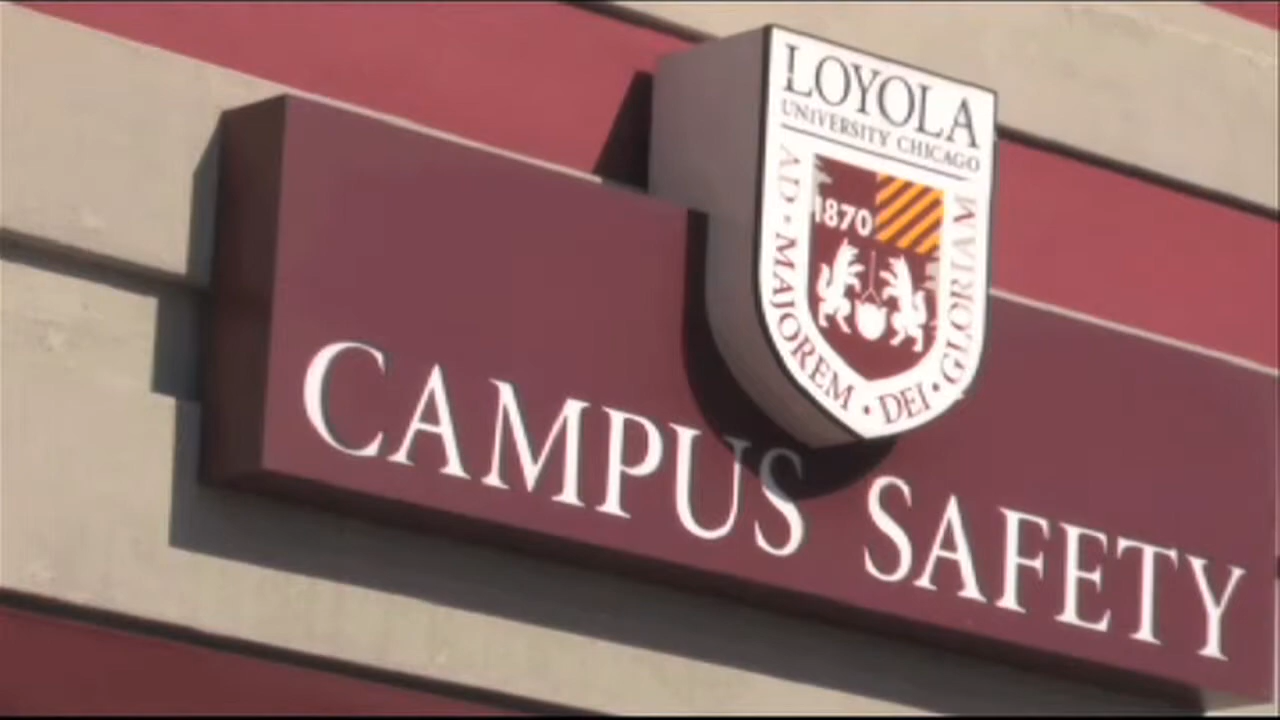 LOYOLA
UNIVERSITY CHICAGO
1870
AD · MAJOREM · DEI · GLORIAM
CAMPUS SAFETY